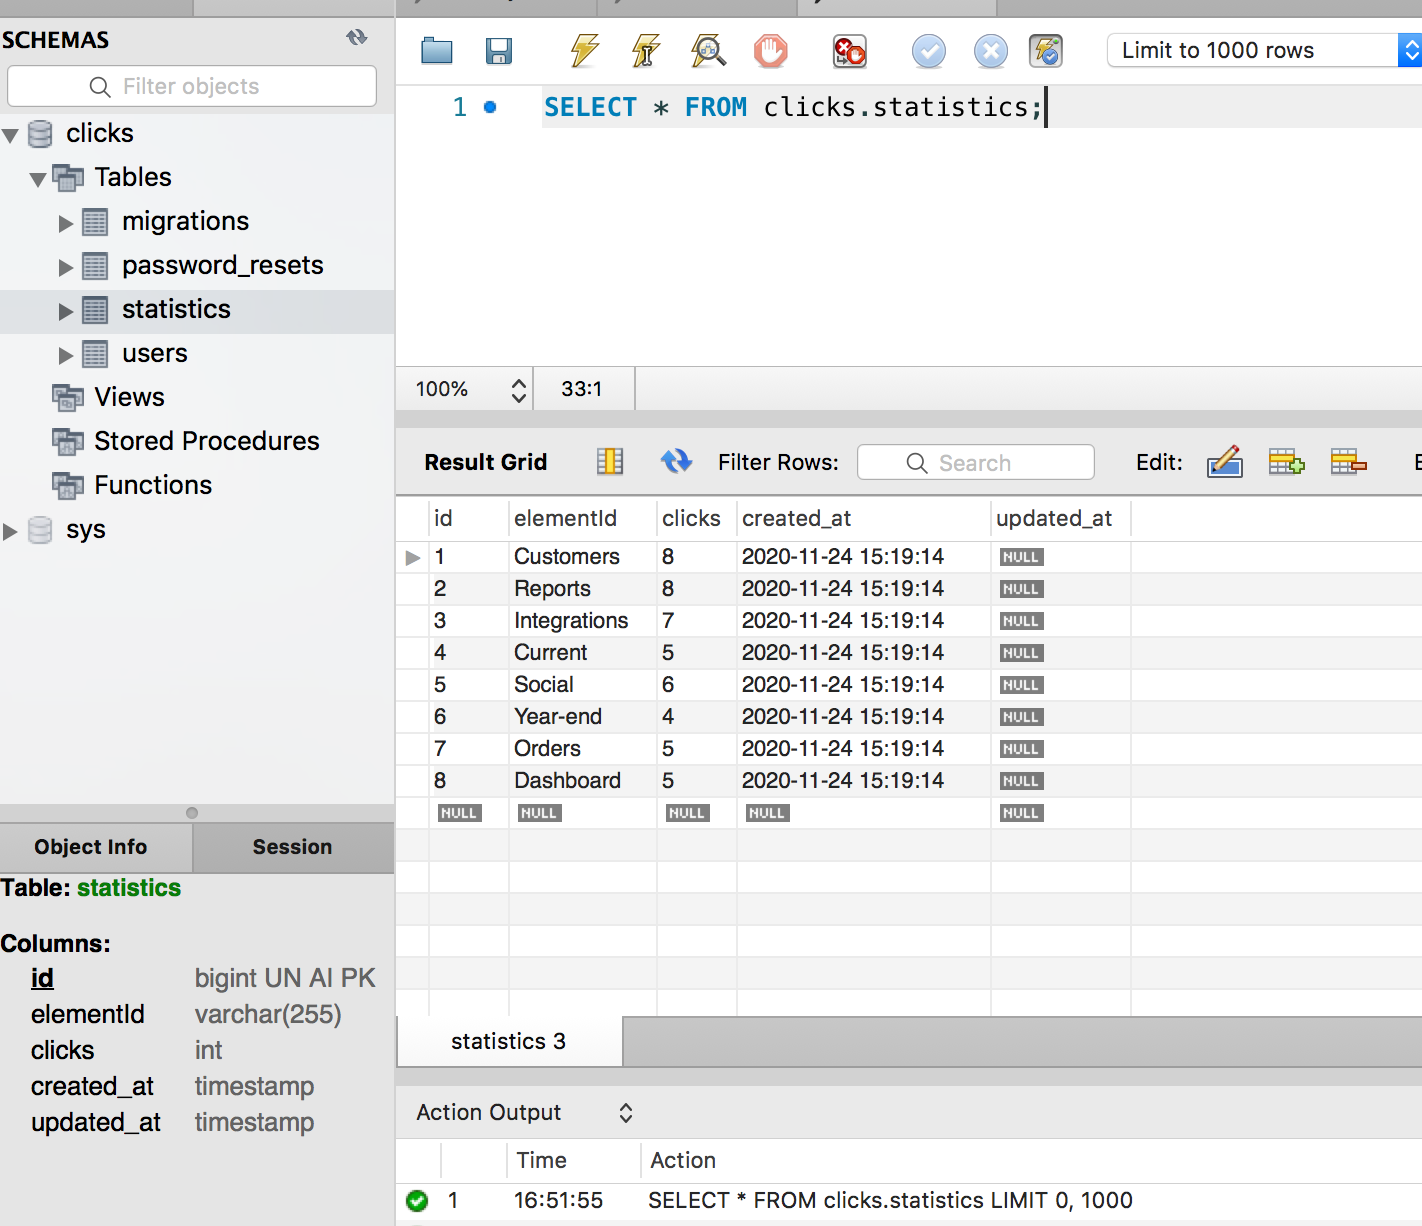 SCHEMAS
Filter objects
clicks
Tables
migrations
password_resets
statistics
users
Views
Stored Procedures
Functions
sys
Object Info Session
Table: statistics
Columns:
id bigint UN AI PK
elementId varchar(255)
clicks int
created_at timestamp
updated_at timestamp
Limit to 1000 rows
1 SELECT * FROM clicks.statistics;
100% 33:1
Result Grid Filter Rows: Search Edit:
id elementId clicks created_at updated_at
1 Customers 8 2020-11-24 15:19:14 NULL
2 Reports 8 2020-11-24 15:19:14 NULL
3 Integrations 7 2020-11-24 15:19:14 NULL
4 Current 5 2020-11-24 15:19:14 NULL
5 Social 6 2020-11-24 15:19:14 NULL
6 Year-end 4 2020-11-24 15:19:14 NULL
7 Orders 5 2020-11-24 15:19:14 NULL
8 Dashboard 5 2020-11-24 15:19:14 NULL
NULL NULL NULL NULL NULL
statistics 3
Action Output
Time Action
1 16:51:55 SELECT * FROM clicks.statistics LIMIT 0, 1000